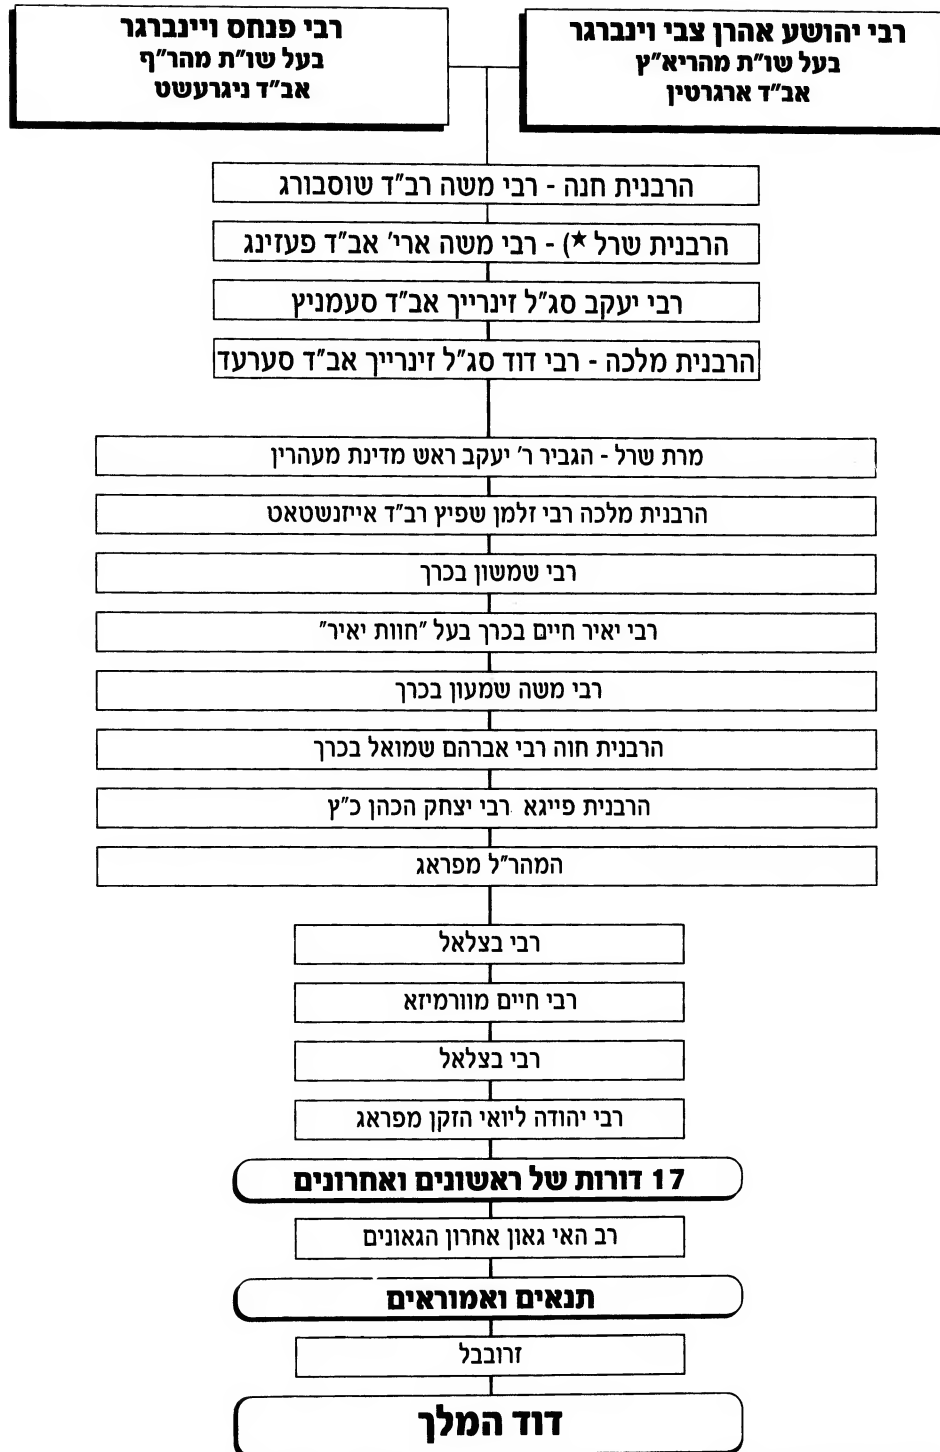 רבי יהושע אהרן צבי וינברגר
בעל שו"ת מהריא"ץ
אב"ד ארגרטין
רבי פנחס ויינברגר
בעל שו"ת מהר"ף
אב"ד ניגרעשט
הרבנית חנה - רבי משה רב"ד שוסבורג
הרבנית שרל ★) - רבי משה ארי' אב"ד פעזינג
רבי יעקב סג"ל זינרייך אב"ד סעמניץ
הרבנית מלכה - רבי דוד סג"ל זינרייך אב"ד סערעד
מרת שרל - הגביר ר' יעקב ראש מדינת מעהרין
הרבנית מלכה רבי זלמן שפיץ רב"ד אייזנשטאט
רבי שמשון בכרך
רבי יאיר חיים בכרך בעל "חוות יאיר"
רבי משה שמעון בכרך
הרבנית חוה רבי אברהם שמואל בכרך
הרבנית פייגא רבי יצחק הכהן כ"ץ
המהר"ל מפראג
רבי בצלאל
רבי חיים מוורמיזא
רבי בצלאל
רבי יהודה ליואי הזקן מפראג
17 דורות של ראשונים ואחרונים
רב האי גאון אחרון הגאונים
תנאים ואמוראים
זרובבל
דוד המלך